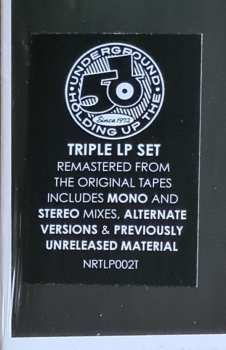 UNDERGROUND
HOLDING UP THE
50
Since 1972
TRIPLE LP SET
REMASTERED FROM
THE ORIGINAL TAPES
INCLUDES MONO AND
STEREO MIXES, ALTERNATE
VERSIONS & PREVIOUSLY
UNRELEASED MATERIAL
NRTLP002T